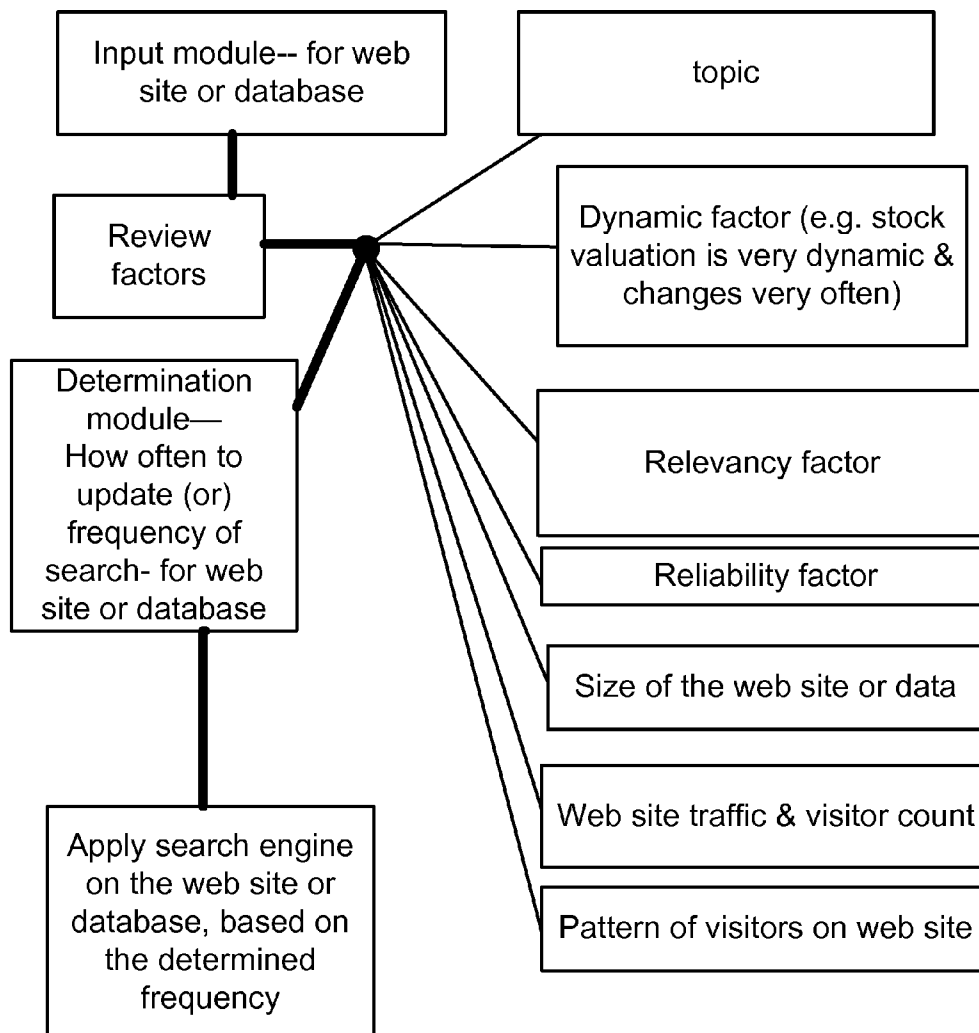 Input module-- for web
site or database
topic
Review
factors
Dynamic factor (e.g. stock
valuation is very dynamic &
changes very often)
Determination
module—
How often to
update (or)
frequency of
search- for web
site or database
Relevancy factor
Reliability factor
Size of the web site or data
Web site traffic & visitor count
Pattern of visitors on web site
Apply search engine
on the web site or
database, based on
the determined
frequency